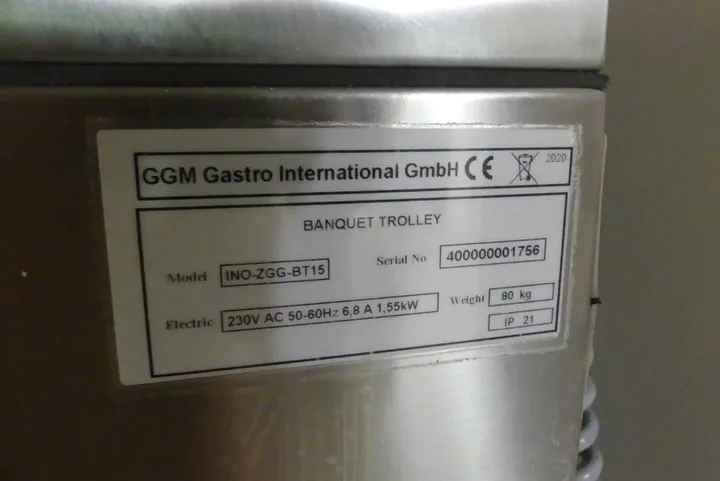 GGM Gastro International GmbH CE 2020
BANQUET TROLLEY
Model INO-ZGG-BT15 Serial No 400000001756
Electric 230V AC 50-60Hz 6,8 A 1,55kW Weight 80 kg
IP 21